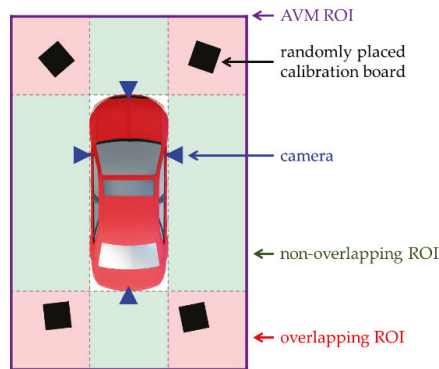 AVM ROI
randomly placed
calibration board
camera
non-overlapping ROI
overlapping ROI